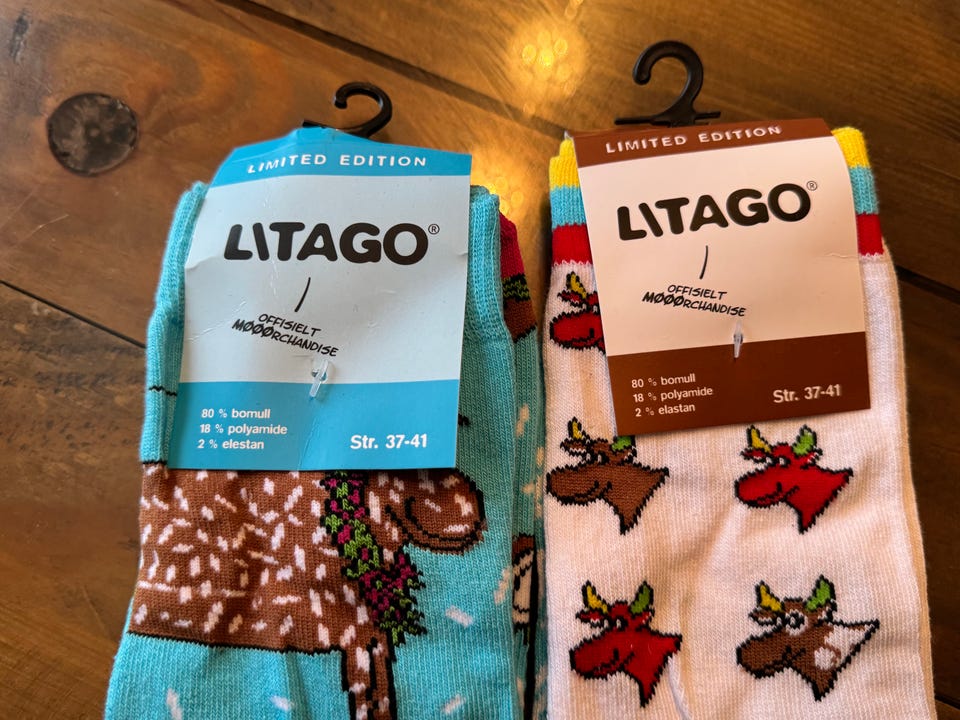 LIMITED EDITION
LITAGO®
OFFISIELT
MØØØRCHANDISE
80 % bomull
18 % polyamide
2 % elestan
Str. 37-41
LIMITED EDITION
LITAGO®
OFFISIELT
MØØØRCHANDISE
80 % bomull
18 % polyamide
2 % elastan
Str. 37-41